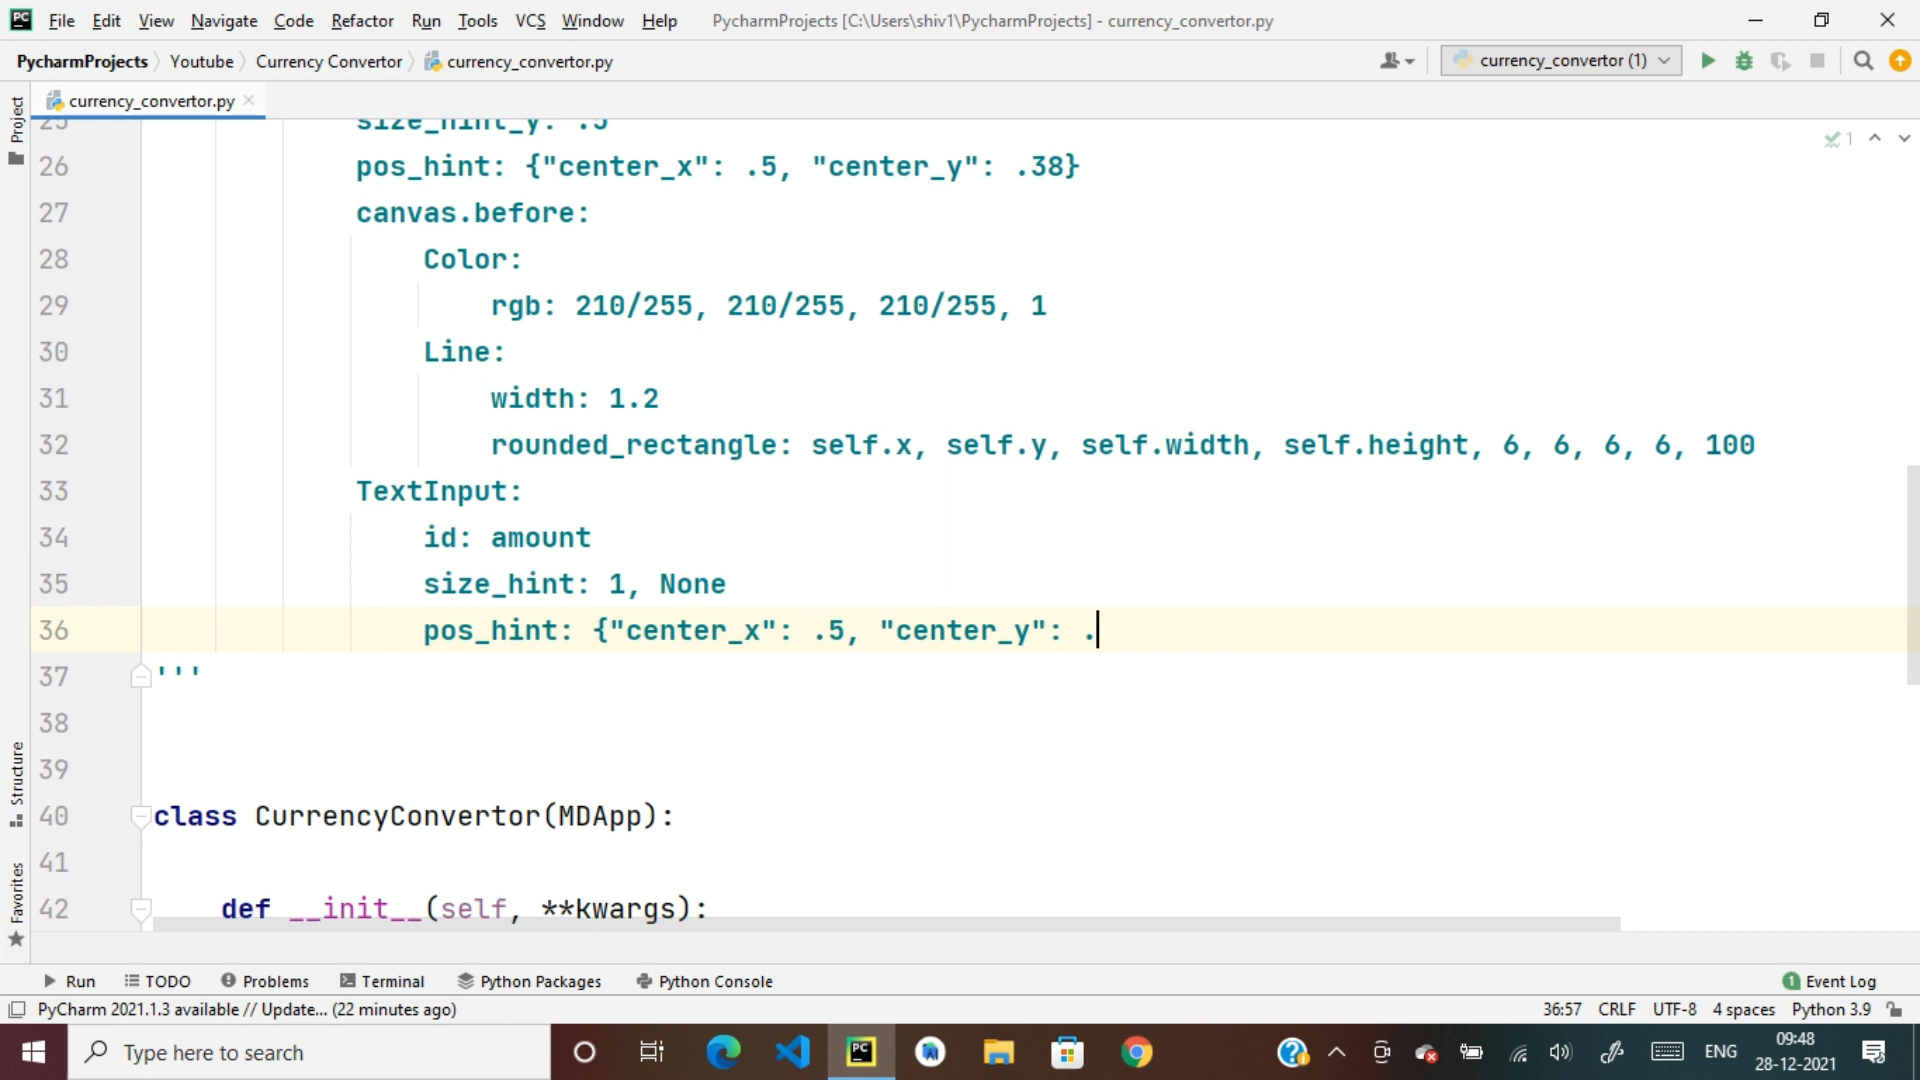 PC File Edit View Navigate Code Refactor Run Tools VCS Window Help PycharmProjects [C:\Users\shiv1\PycharmProjects] - currency_convertor.py
PycharmProjects Youtube Currency Convertor currency_convertor.py currency_convertor (1)
Project
currency_convertor.py
1
25 size_hint_y: .5
26 pos_hint: {"center_x": .5, "center_y": .38}
27 canvas.before:
28 Color:
29 rgb: 210/255, 210/255, 210/255, 1
30 Line:
31 width: 1.2
32 rounded_rectangle: self.x, self.y, self.width, self.height, 6, 6, 6, 6, 100
33 TextInput:
34 id: amount
35 size_hint: 1, None
36 pos_hint: {"center_x": .5, "center_y": .
37 '''
38
39
40 class CurrencyConvertor(MDApp):
41
42 def __init__(self, **kwargs):
Structure
Favorites
Run TODO Problems Terminal Python Packages Python Console 1 Event Log
PyCharm 2021.1.3 available // Update... (22 minutes ago) 36:57 CRLF UTF-8 4 spaces Python 3.9
Type here to search PC ENG 09:48
28-12-2021